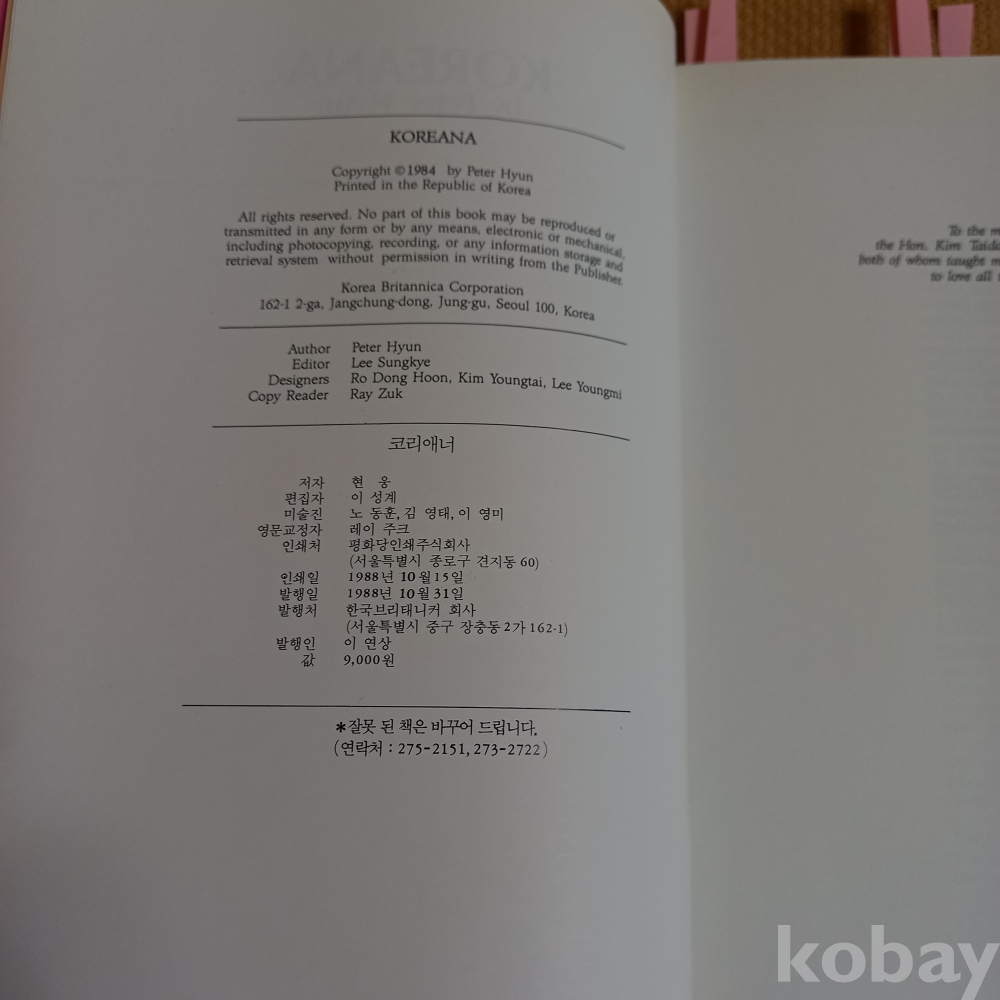 KOREANA
Copyright ©1984 by Peter Hyun
Printed in the Republic of Korea
All rights reserved. No part of this book may be reproduced or
transmitted in any form or by any means, electronic or mechanical,
including photocopying, recording, or any information storage and
retrieval system without permission in writing from the Publisher.
Korea Britannica Corporation
162-1 2-ga, Jangchung-dong, Jung-gu, Seoul 100, Korea
Author Peter Hyun
Editor Lee Sungkye
Designers Ro Dong Hoon, Kim Youngtai, Lee Youngmi
Copy Reader Ray Zuk
코리애너
저자 현 웅
편집자 이 성계
미술진 노 동훈, 김 영태, 이 영미
영문교정자 레이 주크
인쇄처 평화당인쇄주식회사
(서울특별시 종로구 견지동 60)
인쇄일 1988년 10월15일
발행일 1988년 10월31일
발행처 한국브리태니커 회사
(서울특별시 중구 장충동2가 162-1)
발행인 이 연상
값 9,000원
*잘못 된 책은 바꾸어 드립니다.
(연락처 : 275-2151, 273-2722)
To the
the Hon. Kim
both of whom taught
to love all
kobay